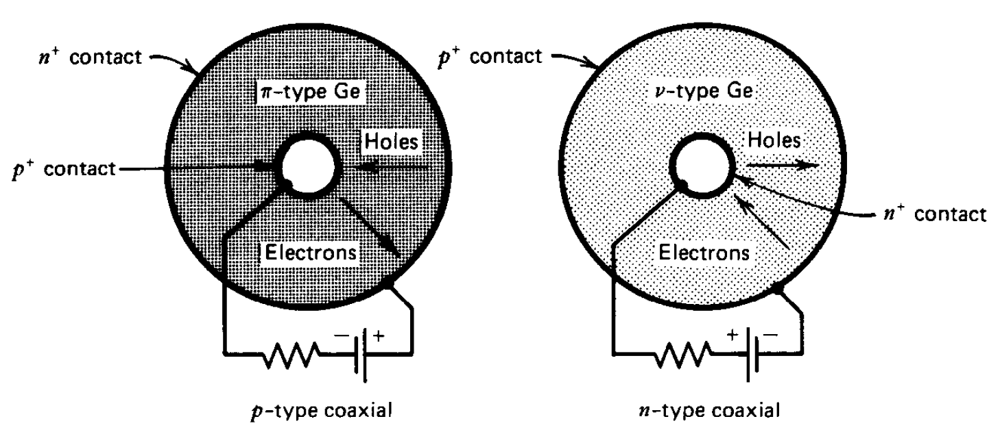 n⁺ contact
π-type Ge
Holes
p⁺ contact
Electrons
− +
p-type coaxial
p⁺ contact
ν-type Ge
Holes
n⁺ contact
Electrons
+ −
n-type coaxial